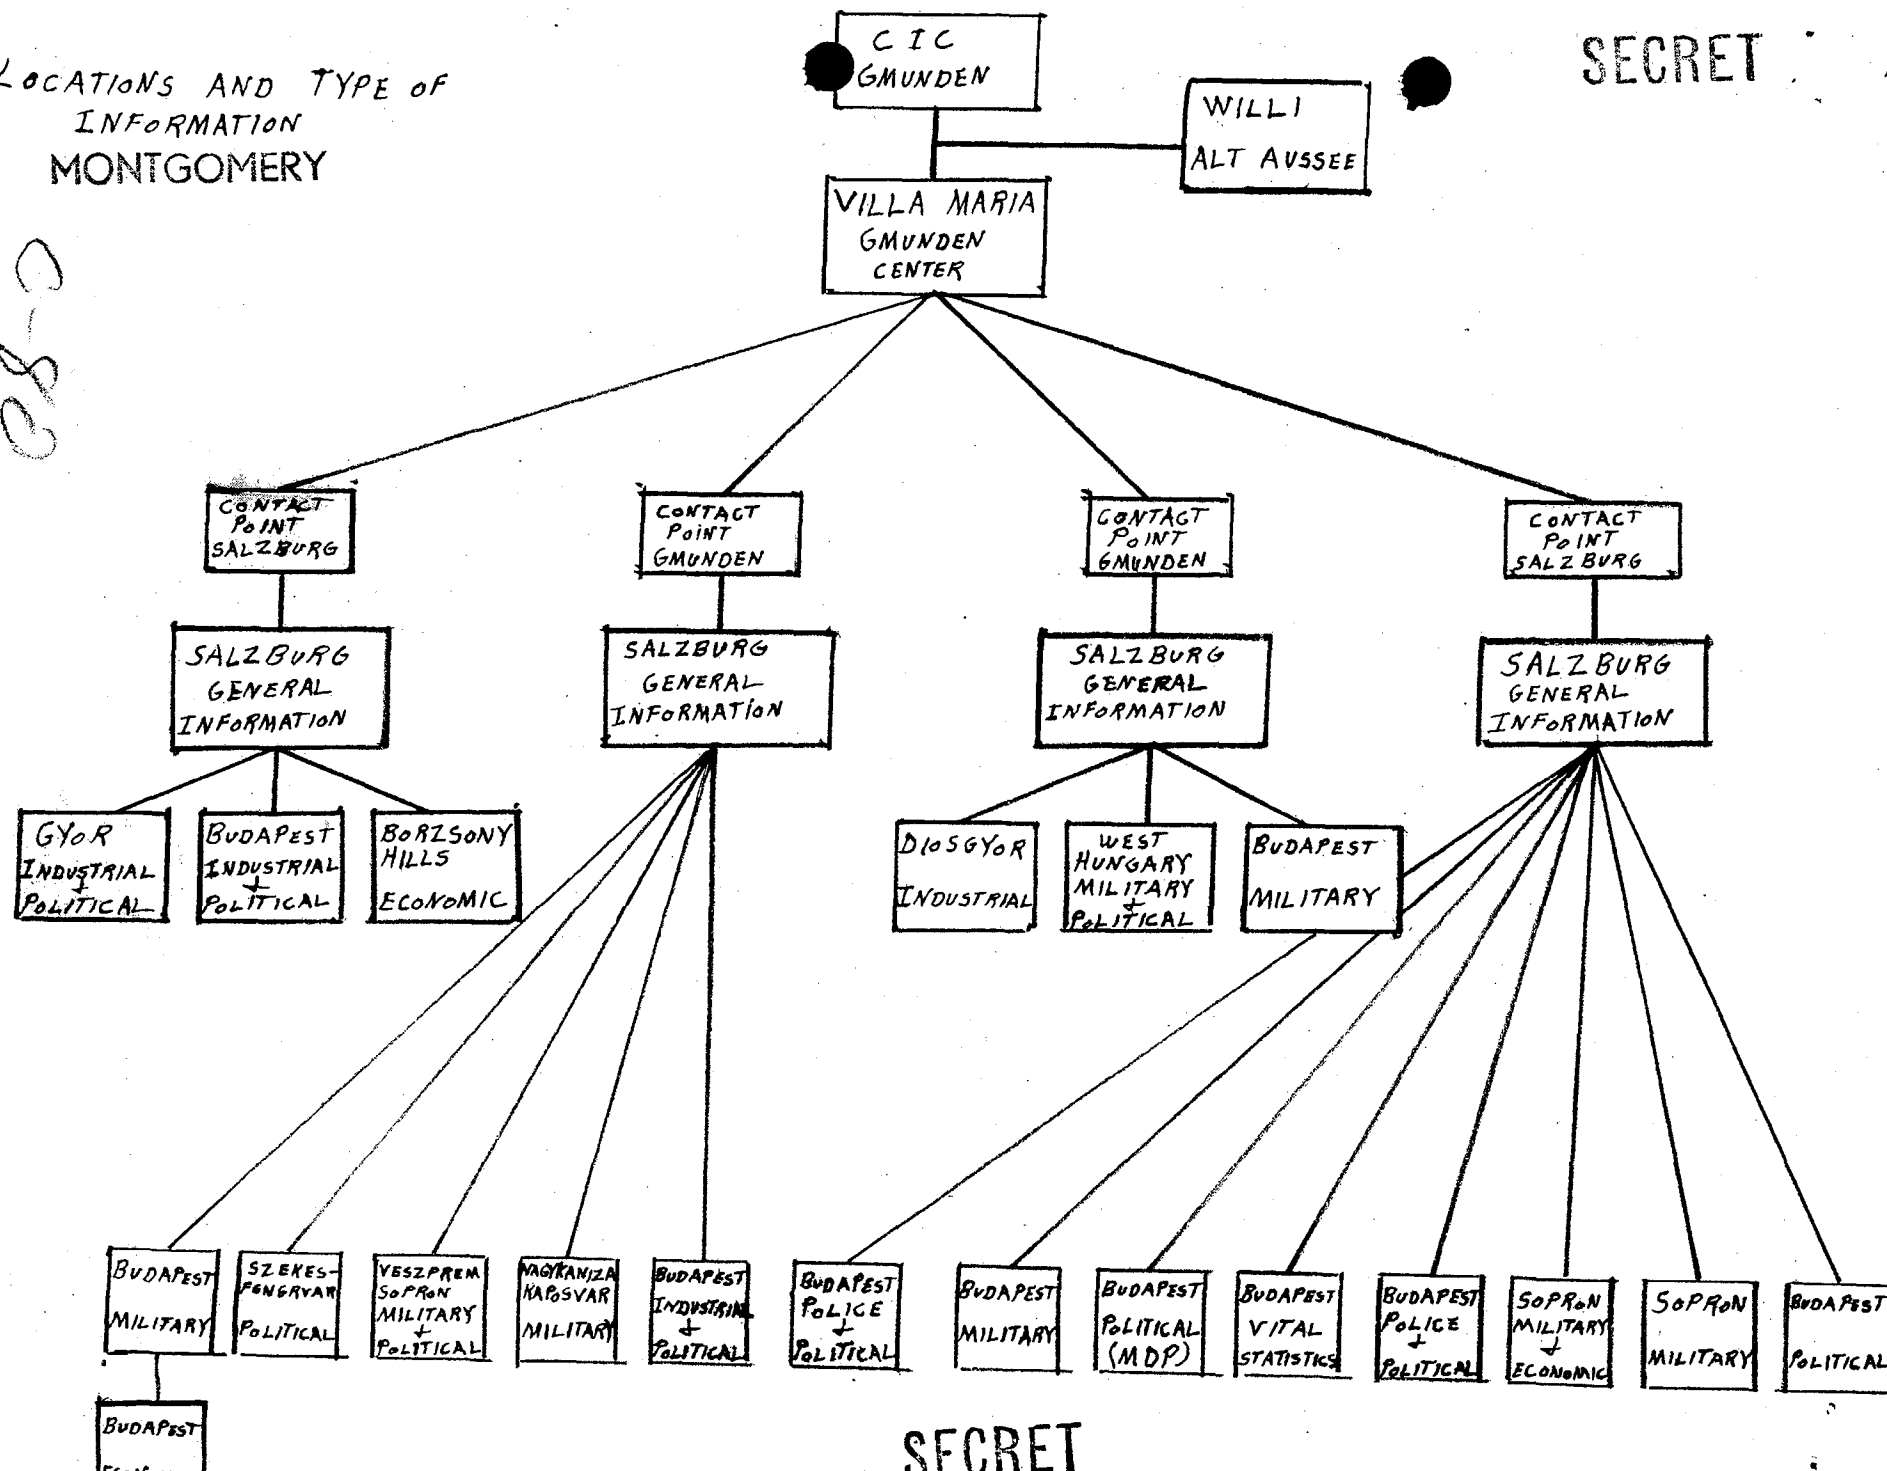 LOCATIONS AND TYPE OF
INFORMATION
MONTGOMERY
SECRET
CIC
GMUNDEN
WILLI
ALT AUSSEE
VILLA MARIA
GMUNDEN
CENTER
CONTACT
POINT
SALZBURG
CONTACT
POINT
GMUNDEN
CONTACT
POINT
GMUNDEN
CONTACT
POINT
SALZBURG
SALZBURG
GENERAL
INFORMATION
SALZBURG
GENERAL
INFORMATION
SALZBURG
GENERAL
INFORMATION
SALZBURG
GENERAL
INFORMATION
GYOR
INDUSTRIAL
+
POLITICAL
BUDAPEST
INDUSTRIAL
+
POLITICAL
BORZSONY
HILLS
ECONOMIC
DIOSGYOR
INDUSTRIAL
WEST
HUNGARY
MILITARY
+
POLITICAL
BUDAPEST
MILITARY
BUDAPEST
MILITARY
SZEKES-
POLITICAL
VESZPREM
SOPRON
MILITARY
+
POLITICAL
NAGYKANIZA
KAPOSVAR
MILITARY
BUDAPEST
INDUSTRIAL
+
POLITICAL
BUDAPEST
POLICE
+
POLITICAL
BUDAPEST
MILITARY
BUDAPEST
POLITICAL
(MDP)
BUDAPEST
VITAL
STATISTICS
BUDAPEST
POLICE
+
POLITICAL
SOPRON
MILITARY
+
ECONOMIC
SOPRON
MILITARY
BUDAPEST
POLITICAL
BUDAPEST
SECRET